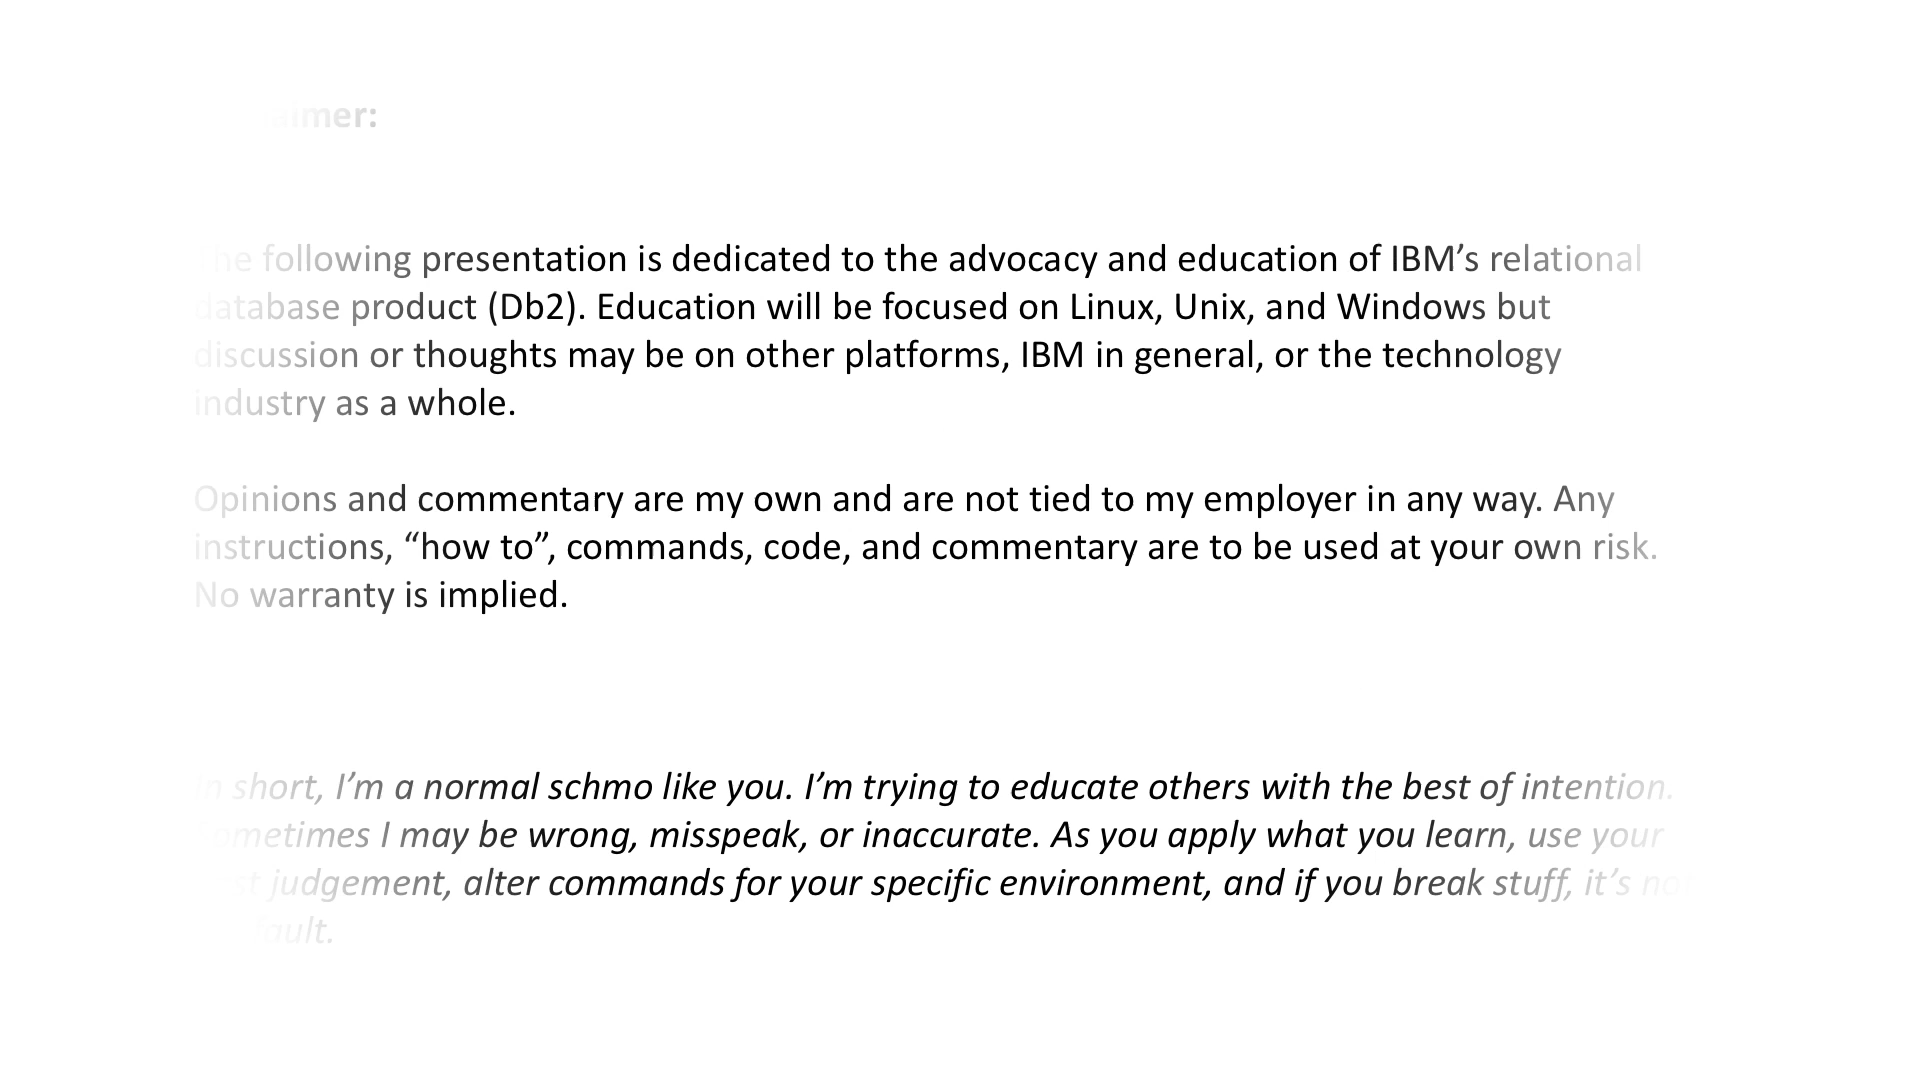 following presentation is dedicated to the advocacy and education of IBM’s relational
database product (Db2). Education will be focused on Linux, Unix, and Windows but
discussion or thoughts may be on other platforms, IBM in general, or the technology
industry as a whole.
Opinions and commentary are my own and are not tied to my employer in any way. Any
instructions, “how to”, commands, code, and commentary are to be used at your own risk.
No warranty is implied.
In short, I’m a normal schmo like you. I’m trying to educate others with the best of intention.
Sometimes I may be wrong, misspeak, or inaccurate. As you apply what you learn, use your
judgement, alter commands for your specific environment, and if you break stuff, it’s
fault.